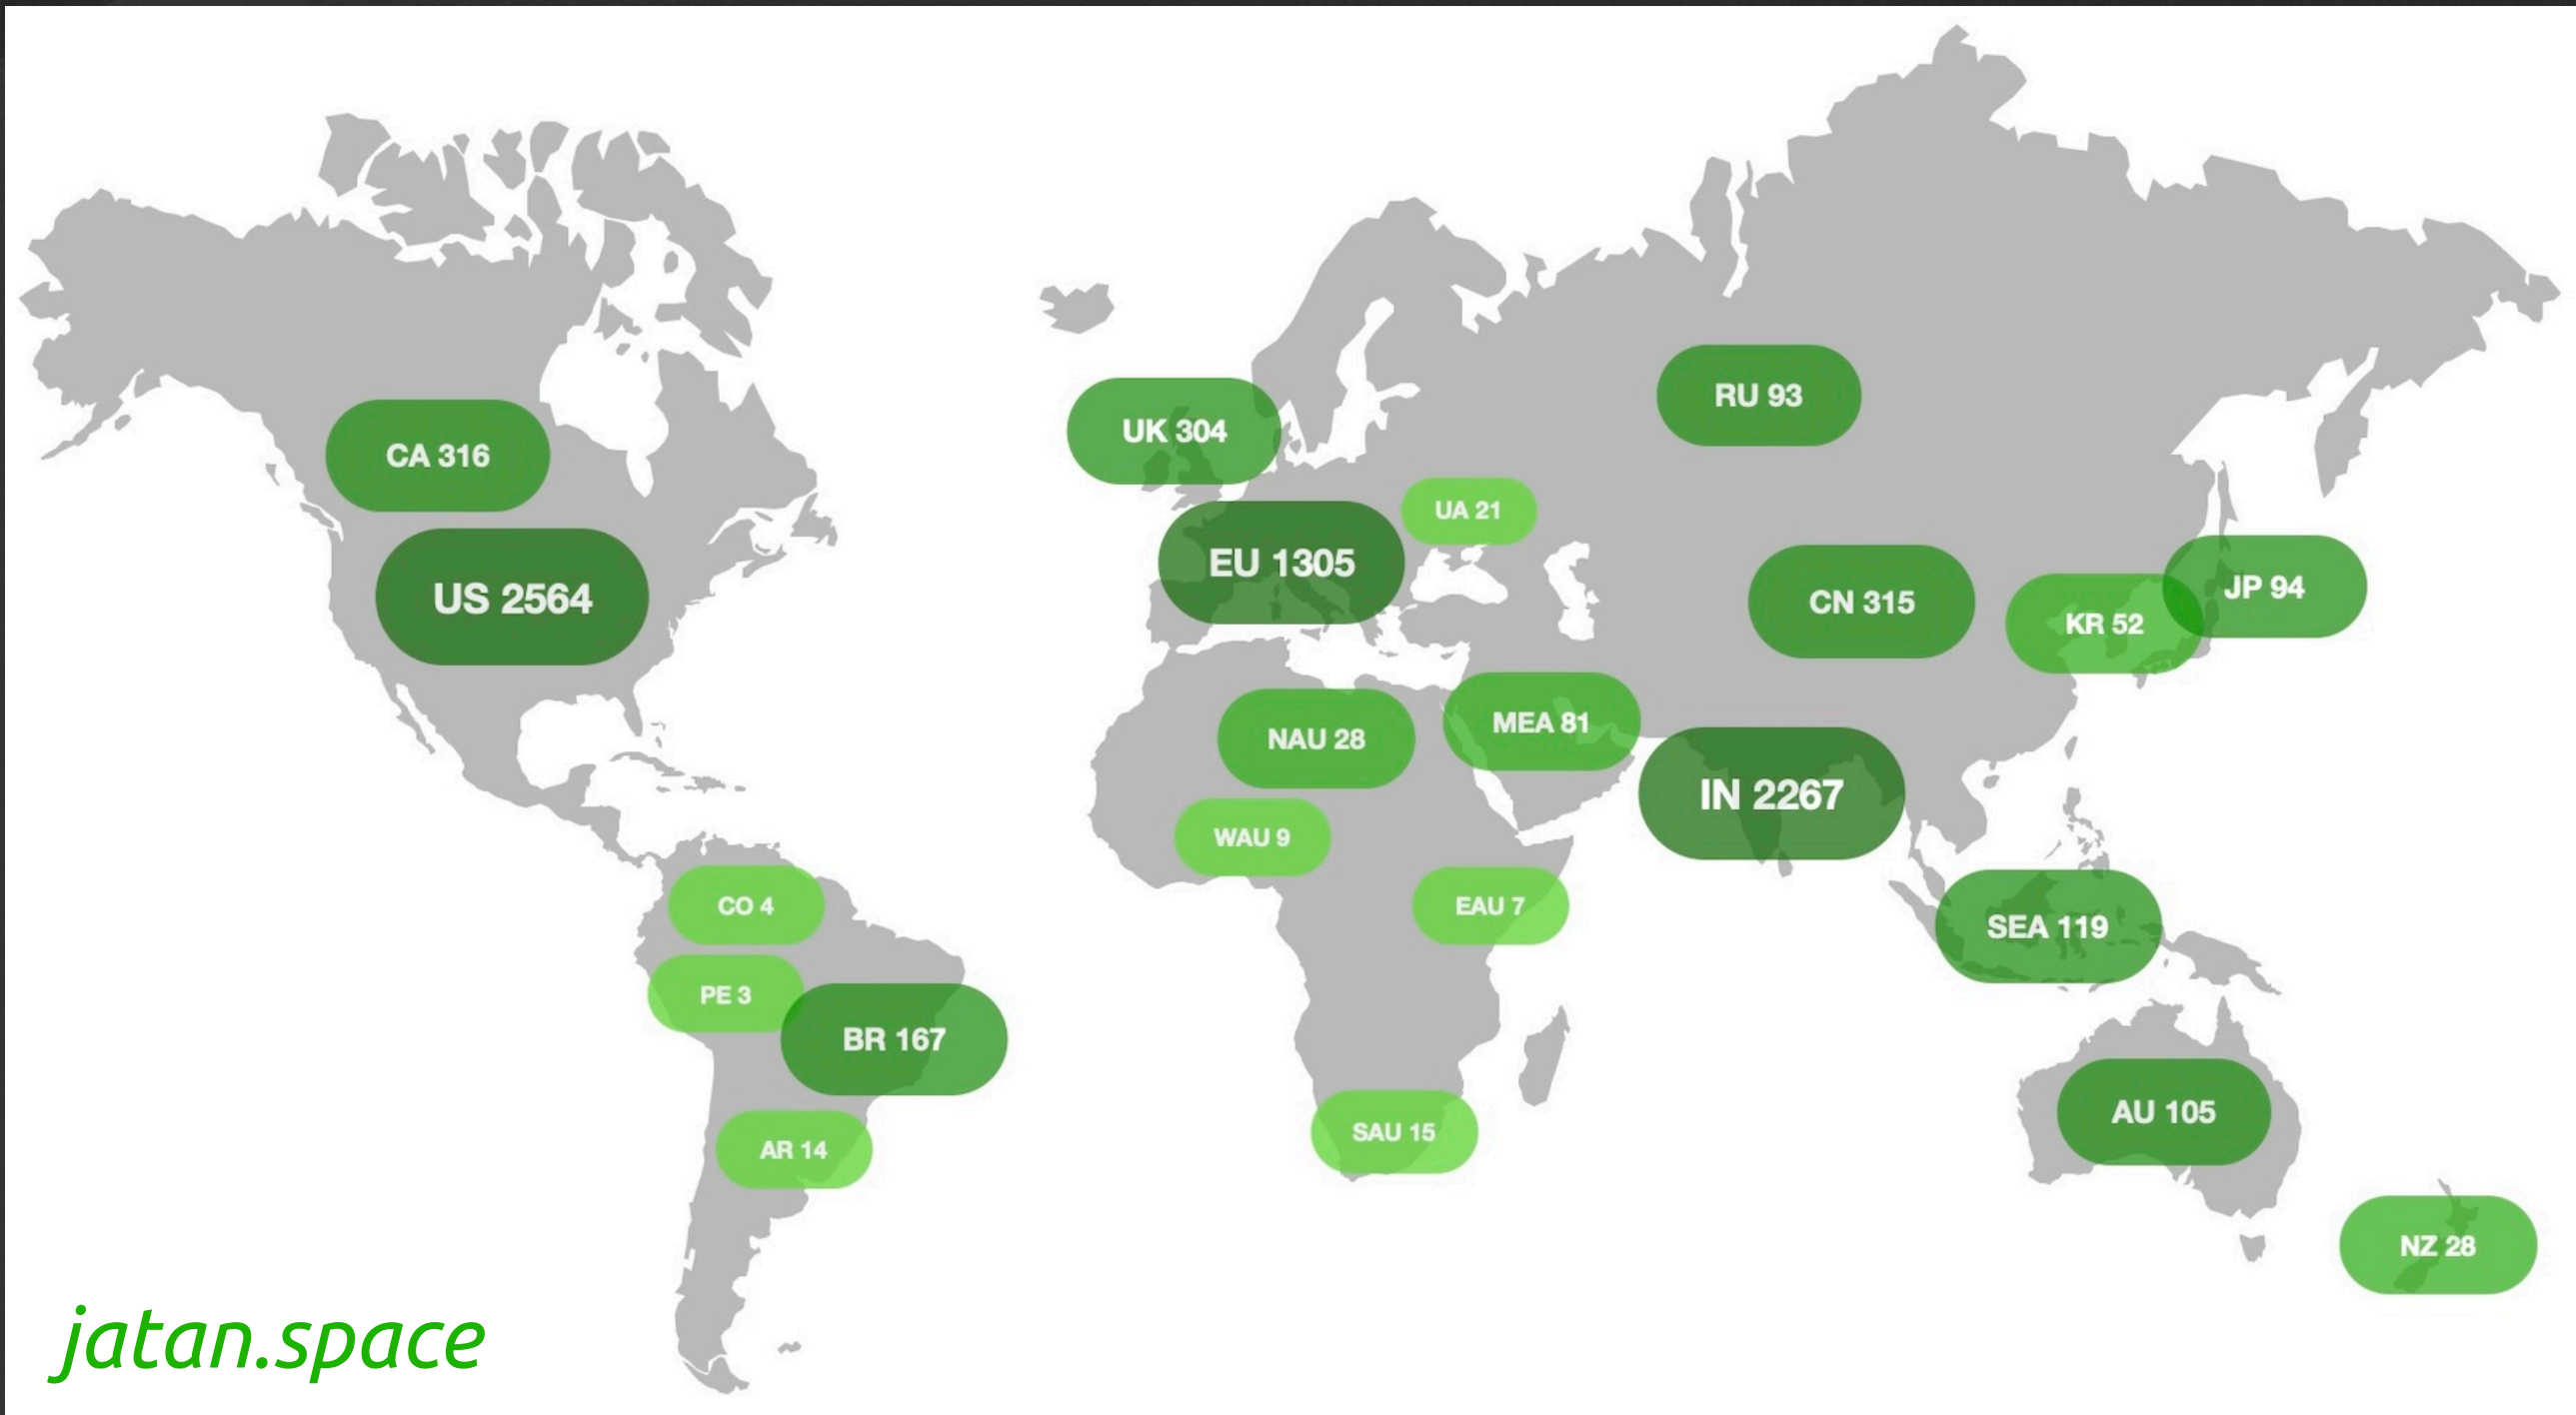 RU 93
UK 304
CA 316
UA 21
EU 1305
JP 94
US 2564
CN 315
KR 52
MEA 81
NAU 28
IN 2267
WAU 9
CO 4
EAU 7
SEA 119
PE 3
BR 167
AU 105
SAU 15
AR 14
NZ 28
jatan.space